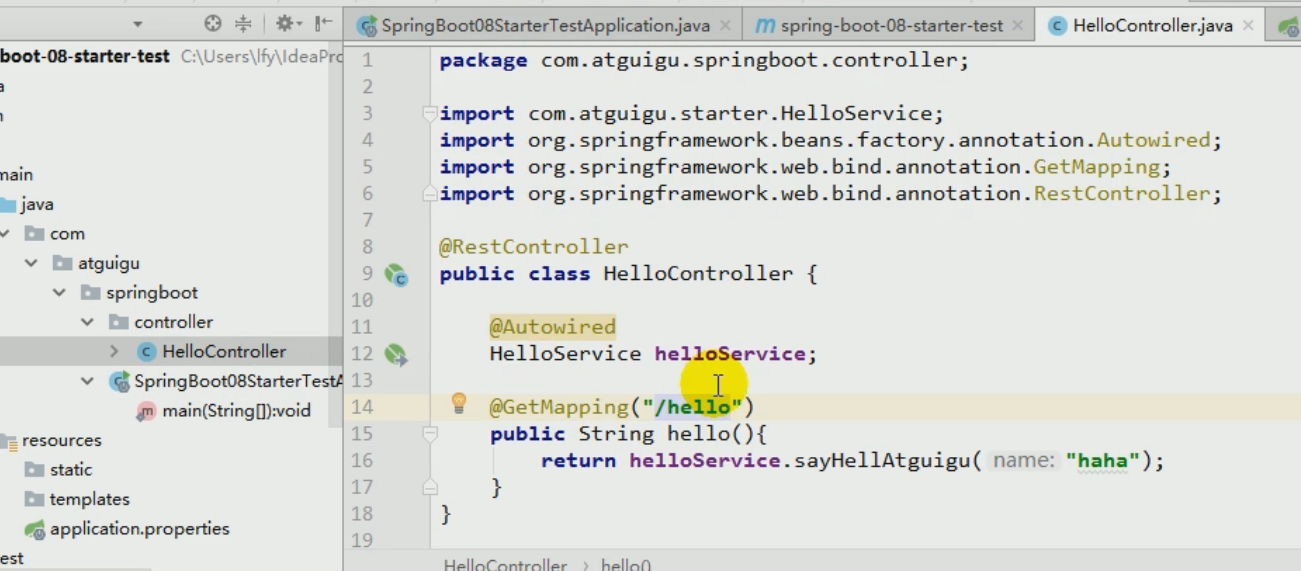 SpringBoot08StarterTestApplication.java
spring-boot-08-starter-test
HelloController.java
boot-08-starter-test C:\Users\lfy\IdeaPro
main
java
com
atguigu
springboot
controller
HelloController
SpringBoot08StarterTestA
main(String[]):void
resources
static
templates
application.properties
est
1 package com.atguigu.springboot.controller;
2
3 import com.atguigu.starter.HelloService;
4 import org.springframework.beans.factory.annotation.Autowired;
5 import org.springframework.web.bind.annotation.GetMapping;
6 import org.springframework.web.bind.annotation.RestController;
7
8 @RestController
9 public class HelloController {
10
11 @Autowired
12 HelloService helloService;
13
14 @GetMapping("/hello")
15 public String hello(){
16 return helloService.sayHellAtguigu( name: "haha");
17 }
18 }
19
HelloController › hello()